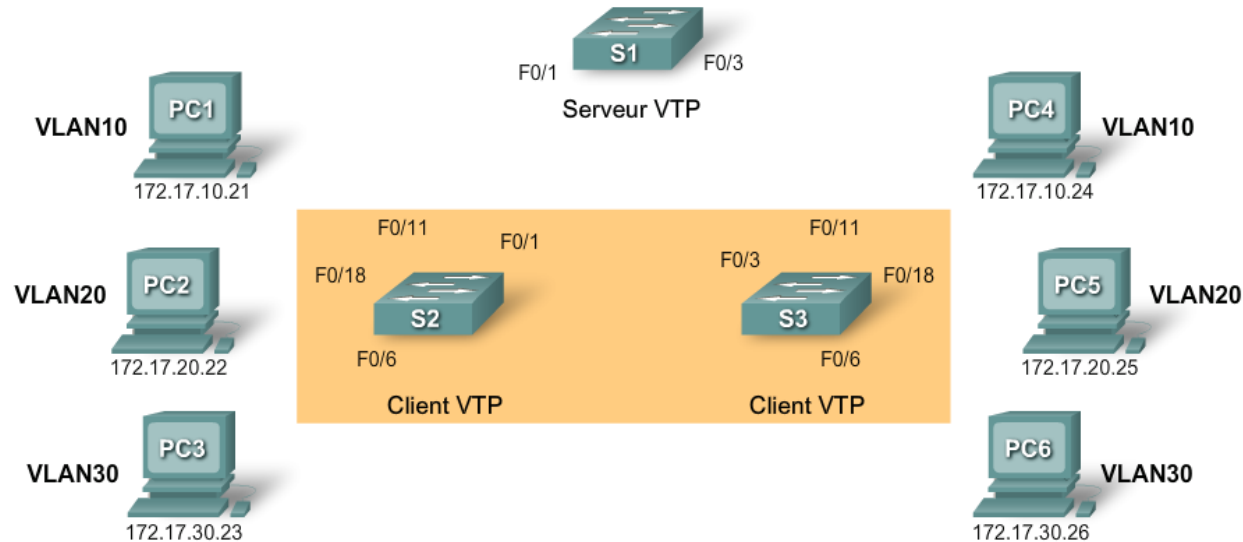 S1
F0/1
F0/3
Serveur VTP
PC1
VLAN10
172.17.10.21
PC4
VLAN10
172.17.10.24
F0/11
F0/1
F0/18
S2
F0/6
Client VTP
F0/11
F0/3
F0/18
S3
F0/6
Client VTP
PC2
VLAN20
172.17.20.22
PC5
VLAN20
172.17.20.25
PC3
VLAN30
172.17.30.23
PC6
VLAN30
172.17.30.26